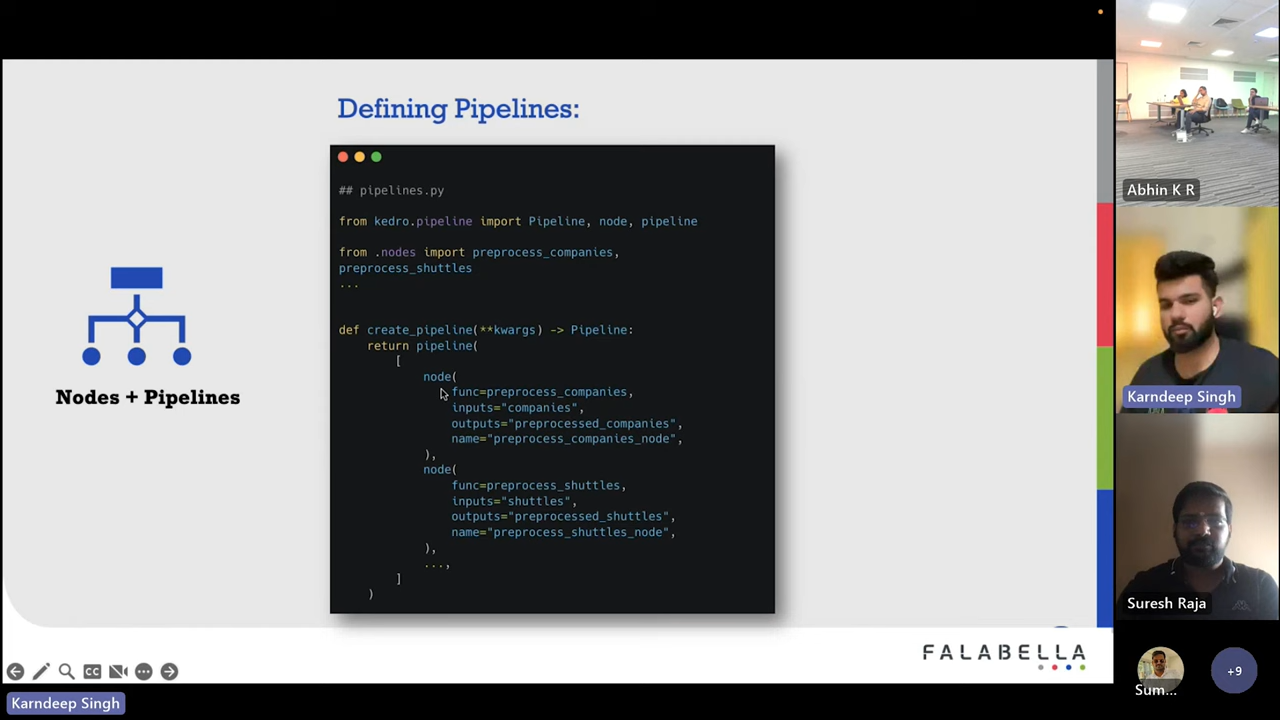 Defining Pipelines:
## pipelines.py
from kedro.pipeline import Pipeline, node, pipeline
from .nodes import preprocess_companies,
preprocess_shuttles
...
def create_pipeline(**kwargs) -> Pipeline:
    return pipeline(
        [
            node(
                func=preprocess_companies,
                inputs="companies",
                outputs="preprocessed_companies",
                name="preprocess_companies_node",
            ),
            node(
                func=preprocess_shuttles,
                inputs="shuttles",
                outputs="preprocessed_shuttles",
                name="preprocess_shuttles_node",
            ),
            ...,
        ]
    )
Nodes + Pipelines
FALABELLA
CC
Karndeep Singh
Abhin K R
Karndeep Singh
Suresh Raja
Sum...
+9